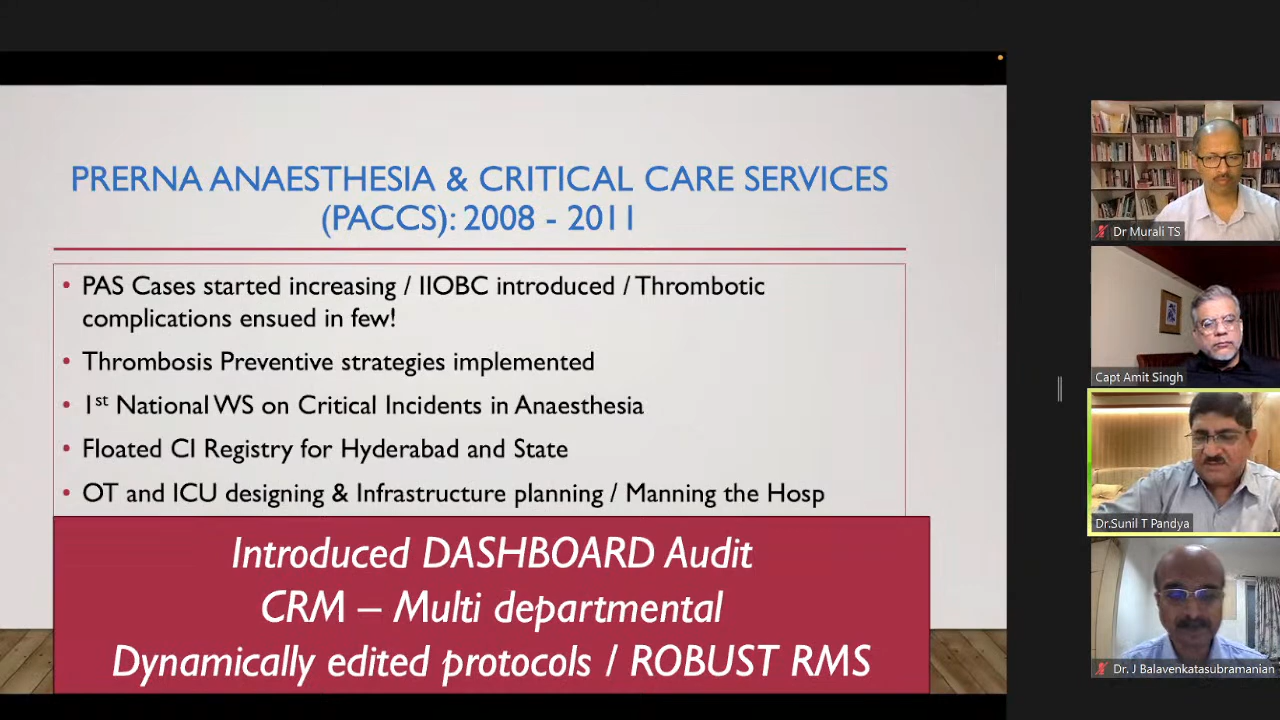 PRERNA ANAESTHESIA & CRITICAL CARE SERVICES
(PACCS): 2008 - 2011
• PAS Cases started increasing / IIOBC introduced / Thrombotic
complications ensued in few!
• Thrombosis Preventive strategies implemented
• 1st National WS on Critical Incidents in Anaesthesia
• Floated CI Registry for Hyderabad and State
• OT and ICU designing & Infrastructure planning / Manning the Hosp
Introduced DASHBOARD Audit
CRM – Multi departmental
Dynamically edited protocols / ROBUST RMS
Dr Murali TS
Capt Amit Singh
Dr.Sunil T Pandya
Dr. J Balavenkatasubramanian